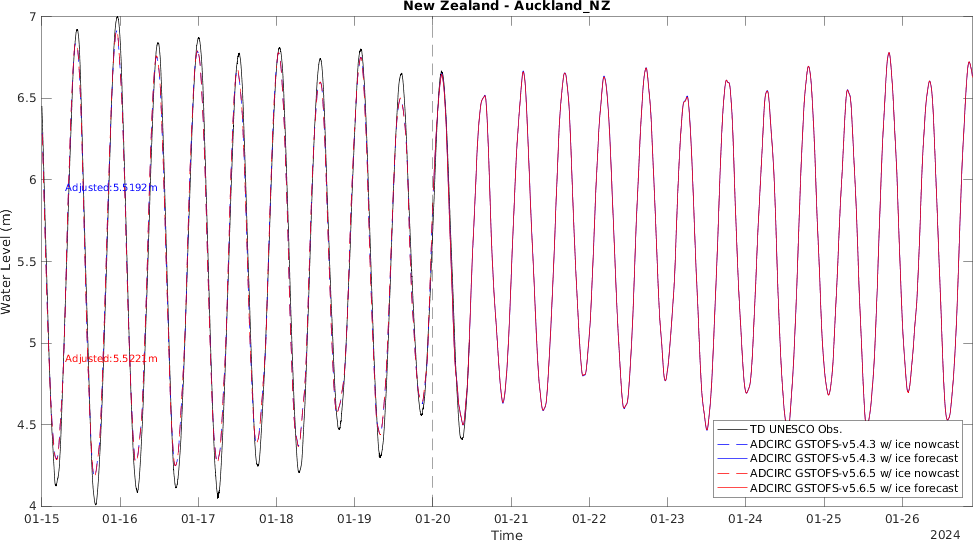 New Zealand - Auckland_NZ
7
6.5
6
5.5
5
4.5
4
Water Level (m)
Adjusted:5.5192m
Adjusted:5.5221m
TD UNESCO Obs.
ADCIRC GSTOFS-v5.4.3 w/ ice nowcast
ADCIRC GSTOFS-v5.4.3 w/ ice forecast
ADCIRC GSTOFS-v5.6.5 w/ ice nowcast
ADCIRC GSTOFS-v5.6.5 w/ ice forecast
01-15 01-16 01-17 01-18 01-19 01-20 01-21 01-22 01-23 01-24 01-25 01-26
Time
2024